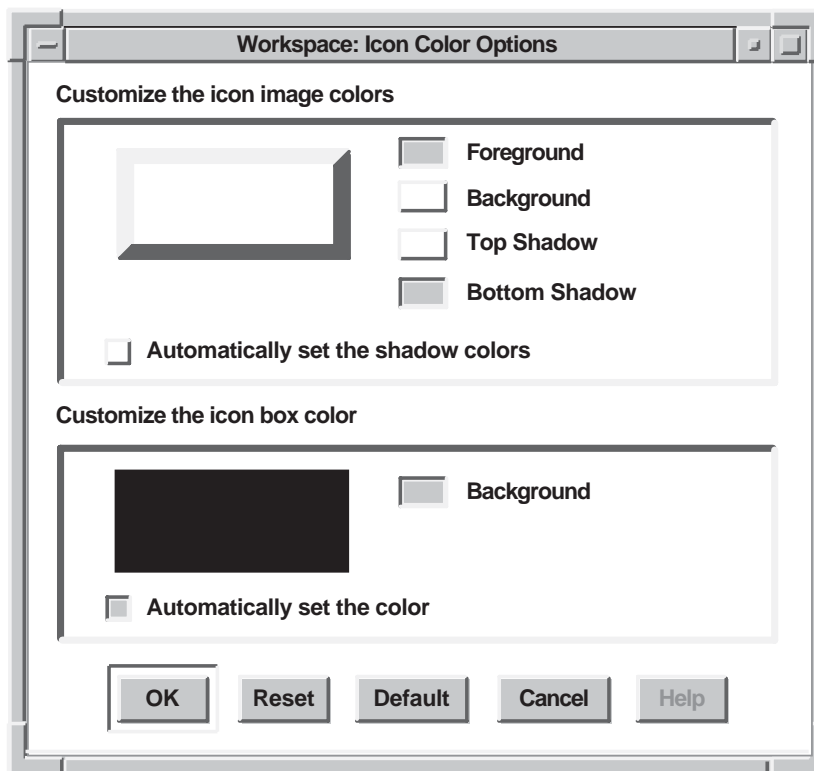 Workspace: Icon Color Options
Customize the icon image colors
Foreground
Background
Top Shadow
Bottom Shadow
Automatically set the shadow colors
Customize the icon box color
Background
Automatically set the color
OK Reset Default Cancel Help